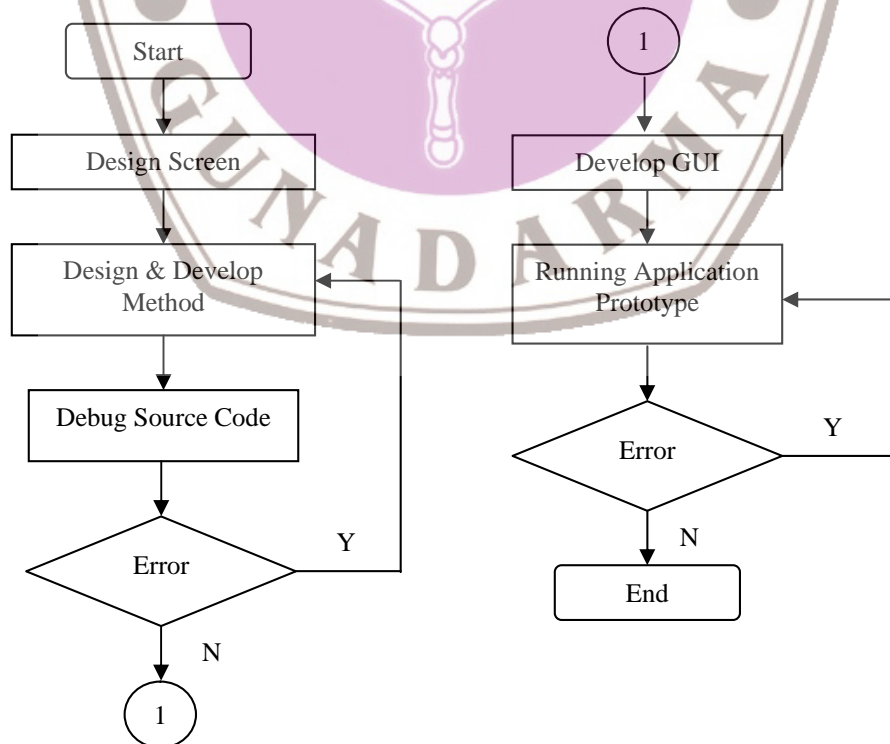 Start
Design Screen
Design & Develop
Method
Debug Source Code
Error
Y
N
1
1
Develop GUI
Running Application
Prototype
Error
Y
N
End
GUNADARMA